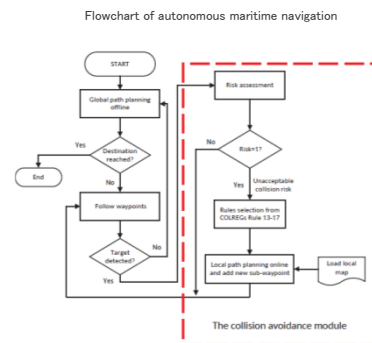 Flowchart of autonomous maritime navigation
START
Global path planning
offline
Yes
Destination
reached?
End
No
Follow waypoints
Target
detected?
No
Yes
Risk assessment
No
Risk=1?
Yes
Unacceptable
collision risk
Rules selection from
COLREGs Rule 13-17
Local path planning online
and add new sub-waypoint
Load local
map
The collision avoidance module